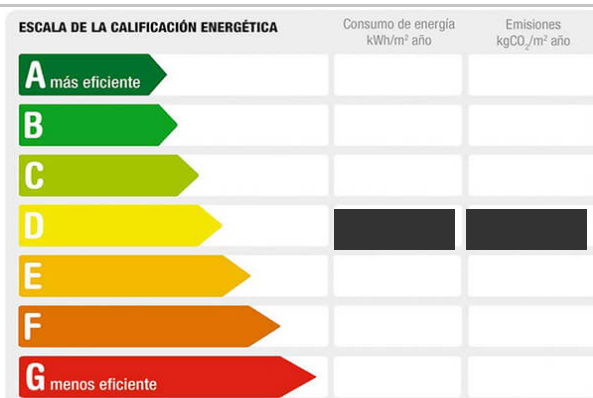 ESCALA DE LA CALIFICACIÓN ENERGÉTICA
Consumo de energía
kWh/m² año
Emisiones
kgCO₂/m² año
A más eficiente
B
C
D
E
F
G menos eficiente